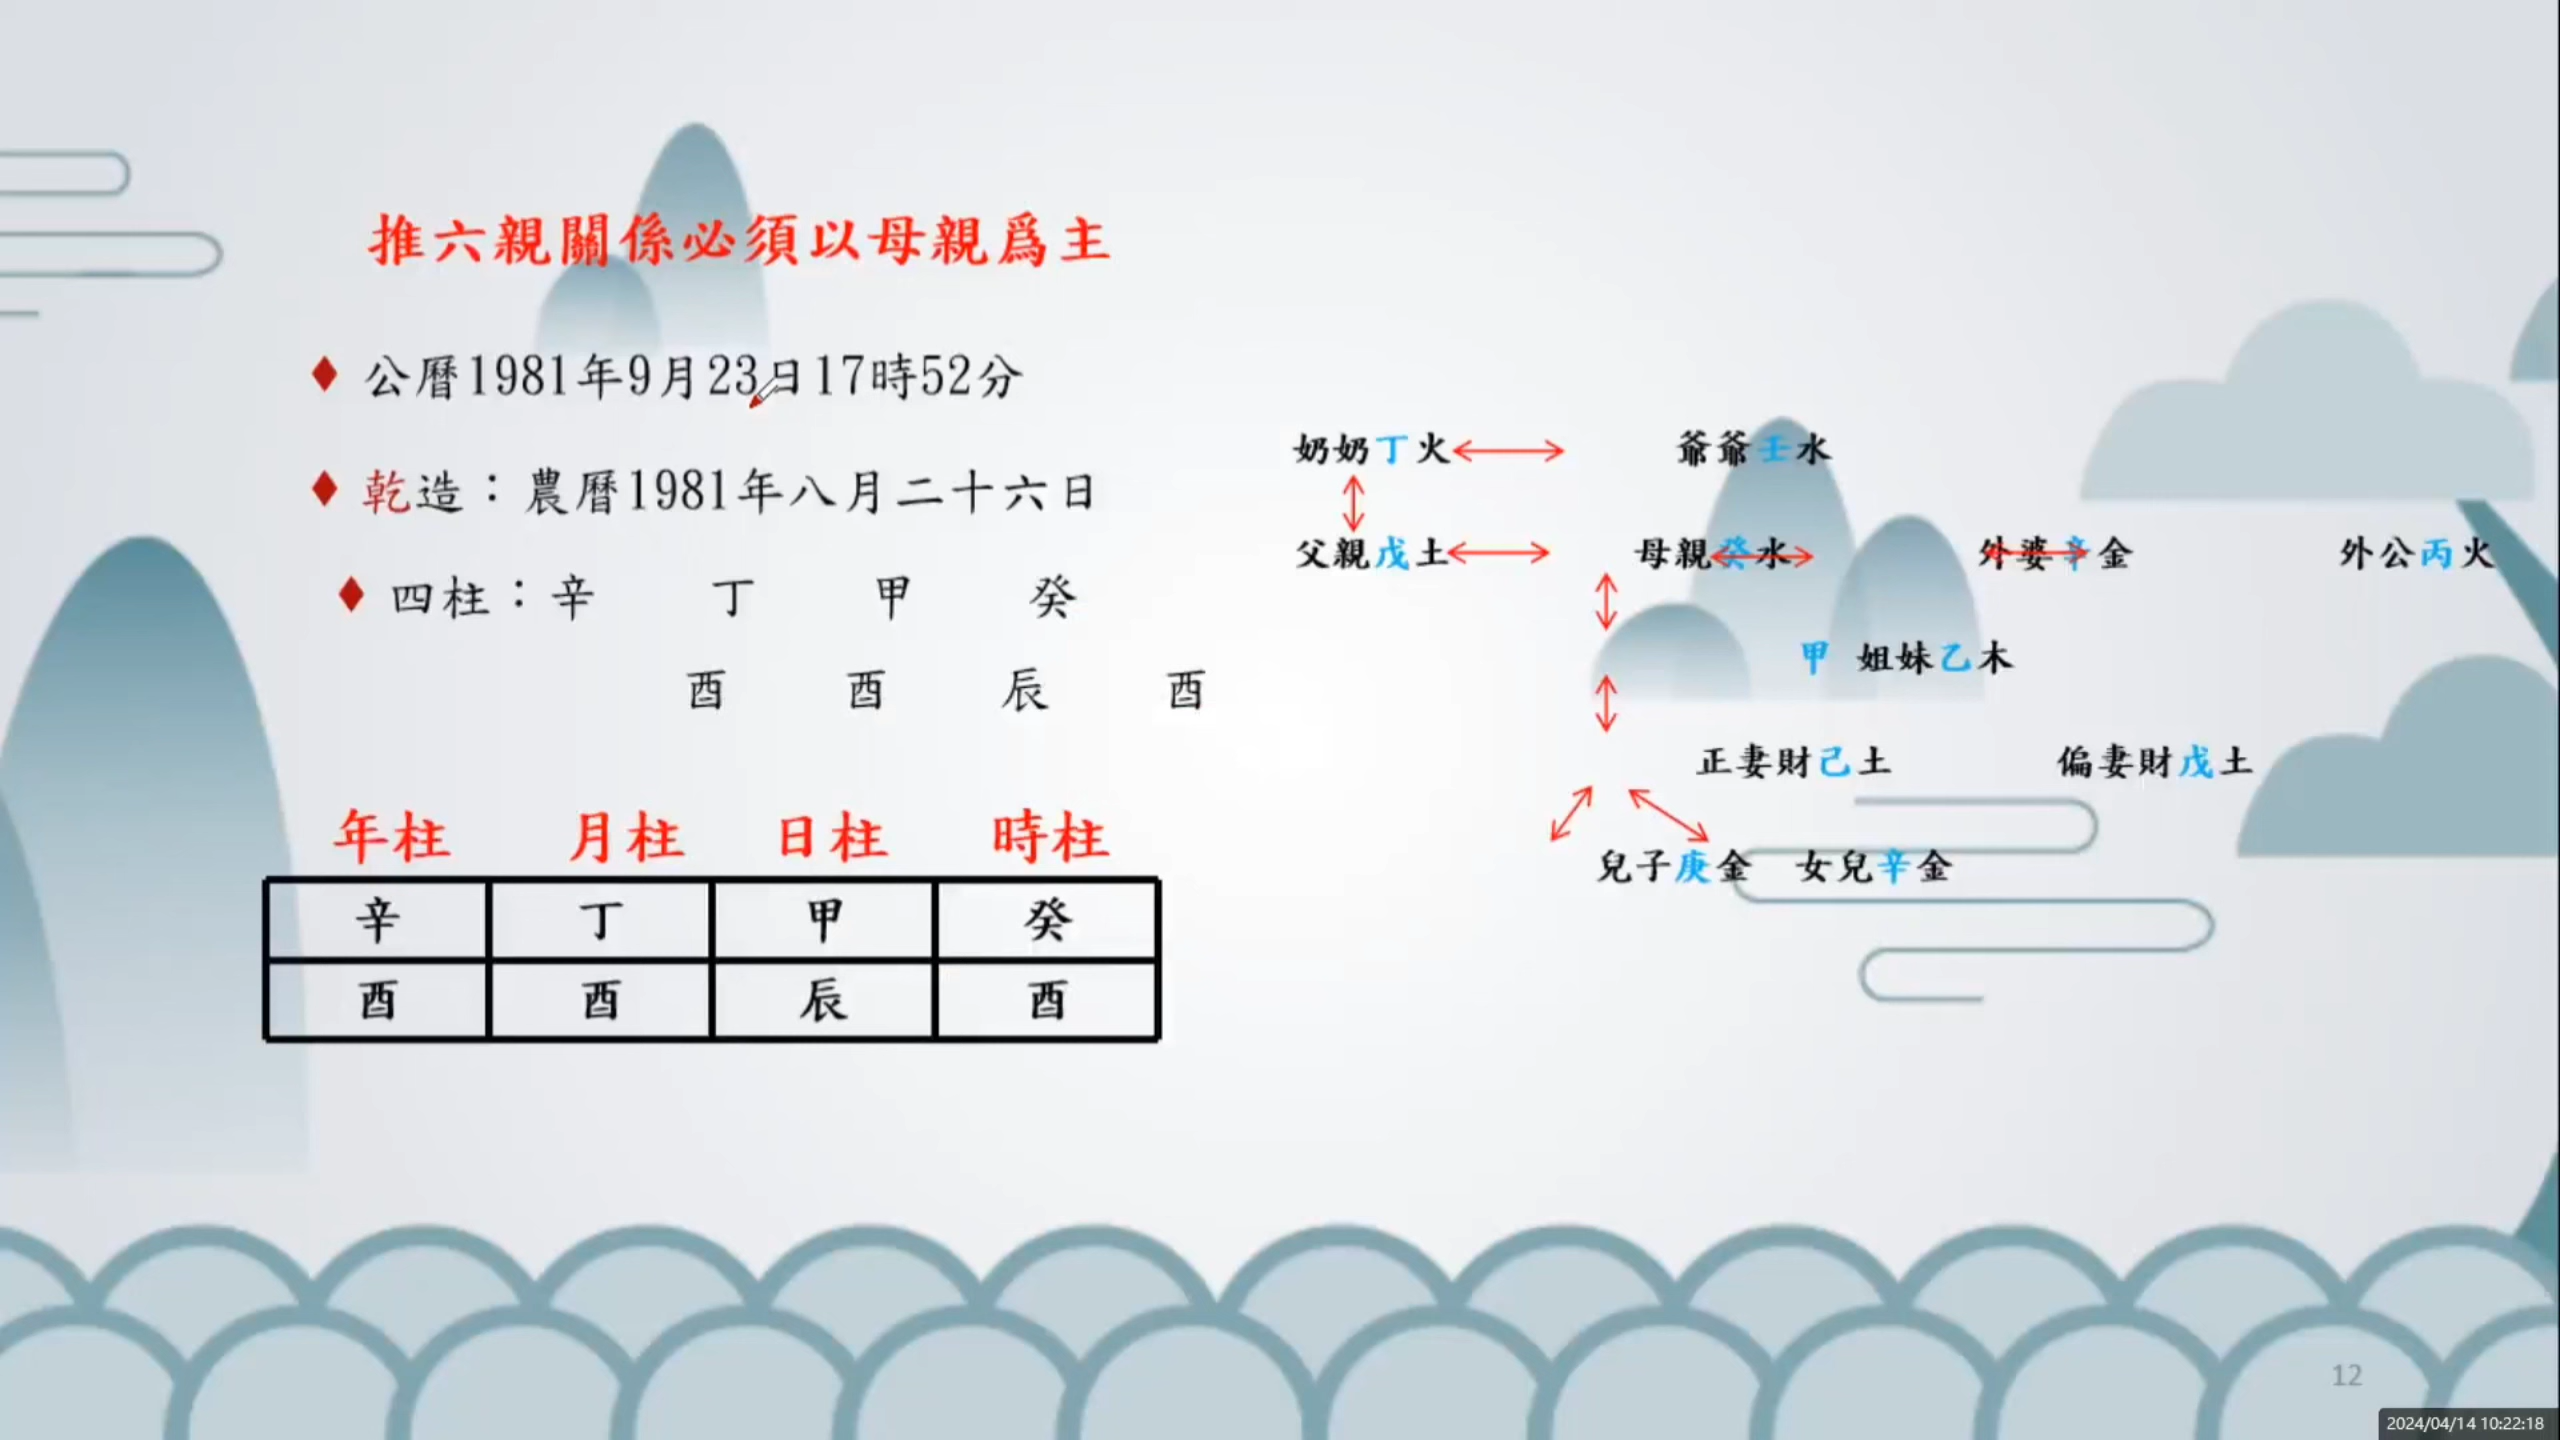 推六親關係必須以母親爲主
公曆1981年9月23日17時52分
乾造：農曆1981年八月二十六日
四柱：辛 丁 甲 癸
酉 酉 辰 酉
年柱 月柱 日柱 時柱
辛 丁 甲 癸
酉 酉 辰 酉
奶奶丁火 爺爺壬水
父親戊土 母親癸水 外婆辛金 外公丙火
甲 姐妹乙木
正妻財己土 偏妻財戊土
兒子庚金 女兒辛金
12
2024/04/14 10:22:18